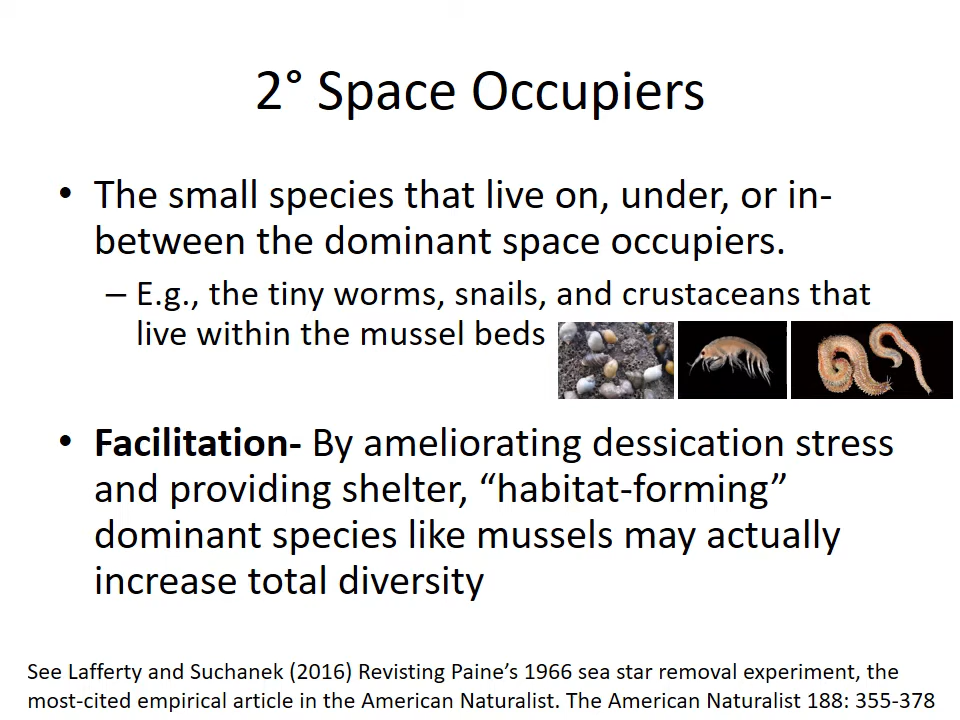 2° Space Occupiers
• The small species that live on, under, or in-
between the dominant space occupiers.
– E.g., the tiny worms, snails, and crustaceans that
live within the mussel beds
• Facilitation- By ameliorating dessication stress
and providing shelter, “habitat-forming”
dominant species like mussels may actually
increase total diversity
See Lafferty and Suchanek (2016) Revisting Paine’s 1966 sea star removal experiment, the
most-cited empirical article in the American Naturalist. The American Naturalist 188: 355-378